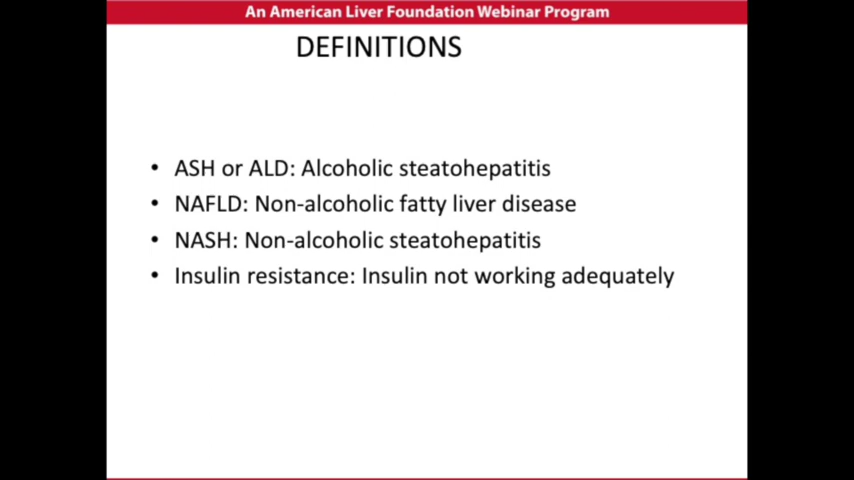 An American Liver Foundation Webinar Program
DEFINITIONS
• ASH or ALD: Alcoholic steatohepatitis
• NAFLD: Non-alcoholic fatty liver disease
• NASH: Non-alcoholic steatohepatitis
• Insulin resistance: Insulin not working adequately